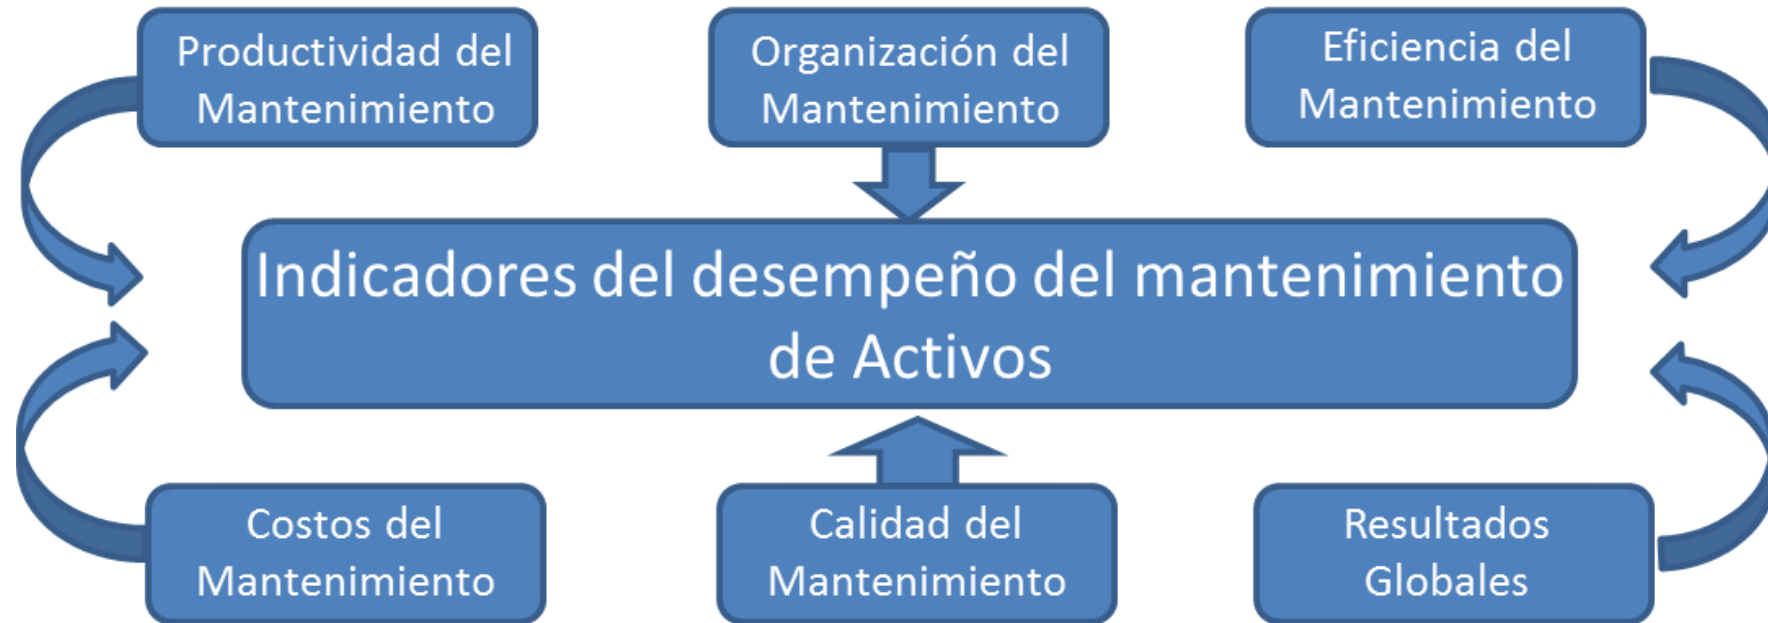 Productividad del
Mantenimiento
Organización del
Mantenimiento
Eficiencia del
Mantenimiento
Indicadores del desempeño del mantenimiento
de Activos
Costos del
Mantenimiento
Calidad del
Mantenimiento
Resultados
Globales